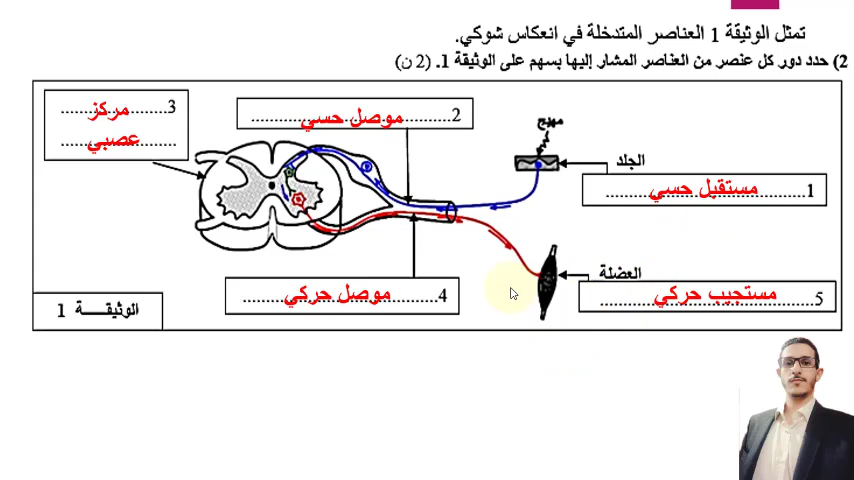 تمثل الوثيقة 1 العناصر المتدخلة في انعكاس شوكي.
2) حدد دور كل عنصر من العناصر المشار إليها بسهم على الوثيقة 1. (2 ن)
3 مركز
عصبي
2 موصل حسي
مهيج
الجلد
1 مستقبل حسي
العضلة
5 مستجيب حركي
4 موصل حركي
الوثيقـــــة 1